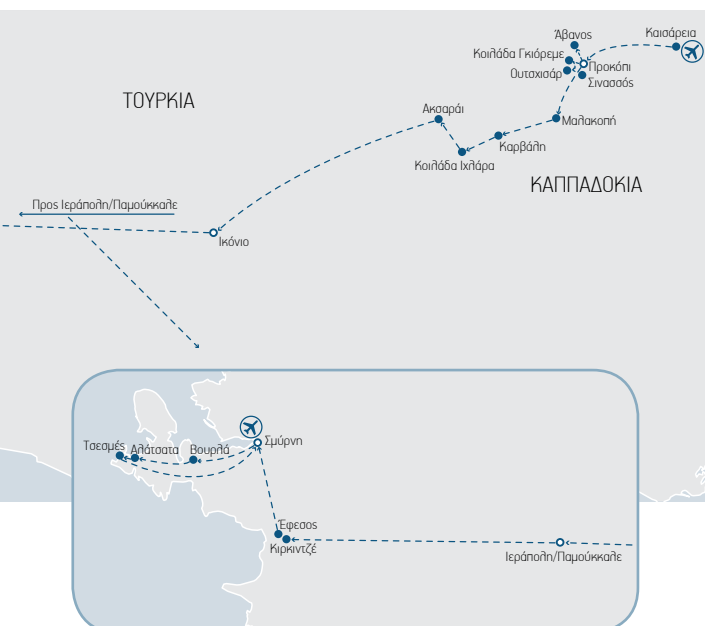 Άβανος
Καισάρεια
Κοιλάδα Γκιόρεμε
Προκόπι
Ουτσχισάρ
Σινασσός
ΤΟΥΡΚΙΑ
Ακσαράι
Μαλακοπή
Καρβάλη
Κοιλάδα Ιχλάρα
ΚΑΠΠΑΔΟΚΙΑ
Προς Ιεράπολη/Παμούκκαλε
Ικόνιο
Σμύρνη
Τσεσμές
Αλάτσατα
Βουρλά
Έφεσος
Κιρκιντζέ
Ιεράπολη/Παμούκκαλε